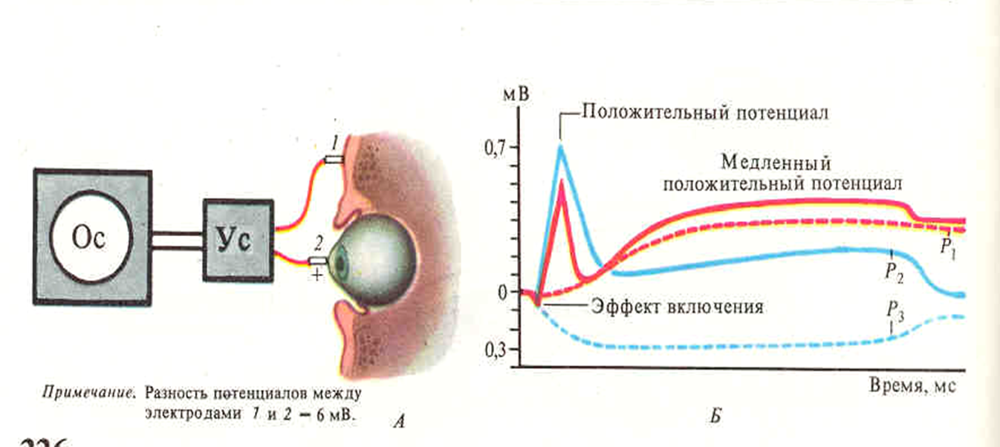 мВ
Положительный потенциал
0,7
1
Медленный
положительный потенциал
Ос
Ус
2
+
P1
P2
0
Эффект включения
P3
0,3
Время, мс
Примечание. Разность потенциалов между
электродами 1 и 2 — 6 мВ.
А
Б